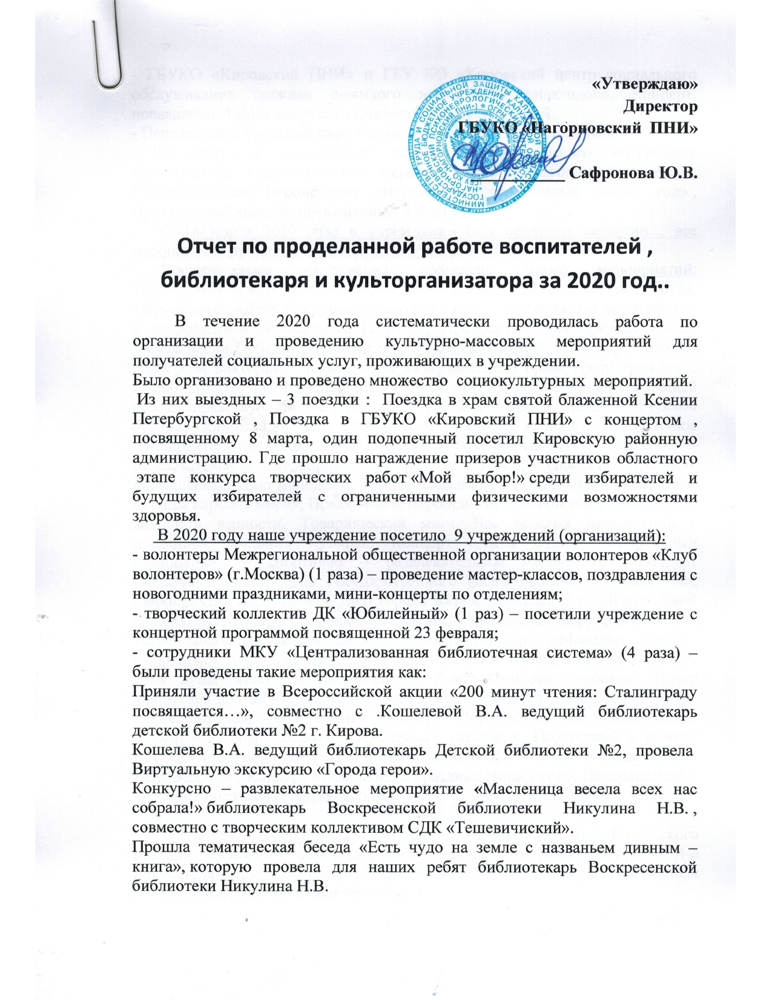 «Утверждаю»
Директор
ГБУКО «Нагорновский ПНИ»
____________ Сафронова Ю.В.
Отчет по проделанной работе воспитателей ,
библиотекаря и культорганизатора за 2020 год..
В течение 2020 года систематически проводилась работа по
организации и проведению культурно-массовых мероприятий для
получателей социальных услуг, проживающих в учреждении.
Было организовано и проведено множество социокультурных мероприятий.
Из них выездных – 3 поездки : Поездка в храм святой блаженной Ксении
Петербургской , Поездка в ГБУКО «Кировский ПНИ» с концертом ,
посвященному 8 марта, один подопечный посетил Кировскую районную
администрацию. Где прошло награждение призеров участников областного
этапе конкурса творческих работ «Мой выбор!» среди избирателей и
будущих избирателей с ограниченными физическими возможностями
здоровья.
В 2020 году наше учреждение посетило 9 учреждений (организаций):
- волонтеры Межрегиональной общественной организации волонтеров «Клуб
волонтеров» (г.Москва) (1 раза) – проведение мастер-классов, поздравления с
новогодними праздниками, мини-концерты по отделениям;
- творческий коллектив ДК «Юбилейный» (1 раз) – посетили учреждение с
концертной программой посвященной 23 февраля;
- сотрудники МКУ «Централизованная библиотечная система» (4 раза) –
были проведены такие мероприятия как:
Приняли участие в Всероссийской акции «200 минут чтения: Сталинграду
посвящается…», совместно с .Кошелевой В.А. ведущий библиотекарь
детской библиотеки №2 г. Кирова.
Кошелева В.А. ведущий библиотекарь Детской библиотеки №2, провела
Виртуальную экскурсию «Города герои».
Конкурсно – развлекательное мероприятие «Масленица весела всех нас
собрала!» библиотекарь Воскресенской библиотеки Никулина Н.В. ,
совместно с творческим коллективом СДК «Тешевичиский».
Прошла тематическая беседа «Есть чудо на земле с названьем дивным –
книга», которую провела для наших ребят библиотекарь Воскресенской
библиотеки Никулина Н.В.